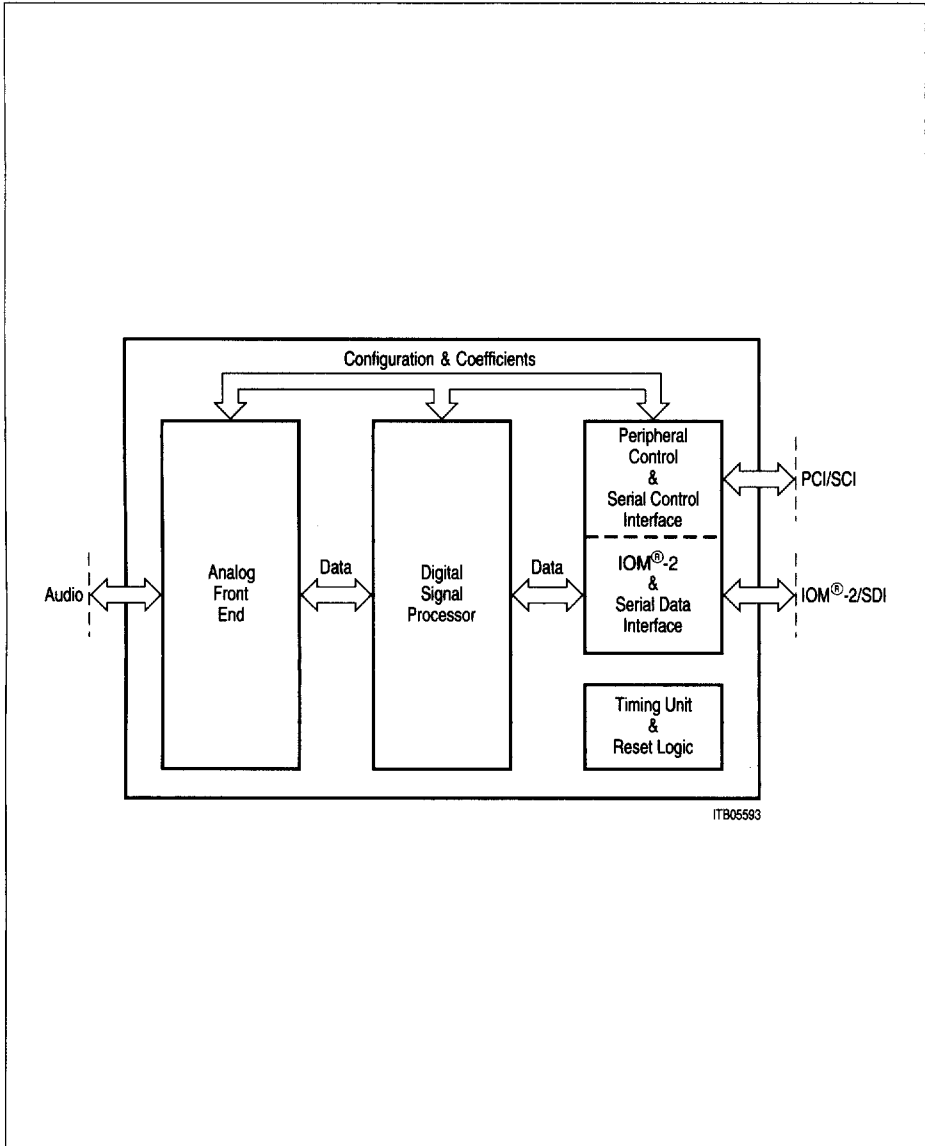 Configuration & Coefficients
Peripheral
Control
&
Serial Control
Interface
PCI/SCI
Audio
Analog
Front
End
Data
Digital
Signal
Processor
Data
IOM®-2
&
Serial Data
Interface
IOM®-2/SDI
Timing Unit
&
Reset Logic
ITB05593